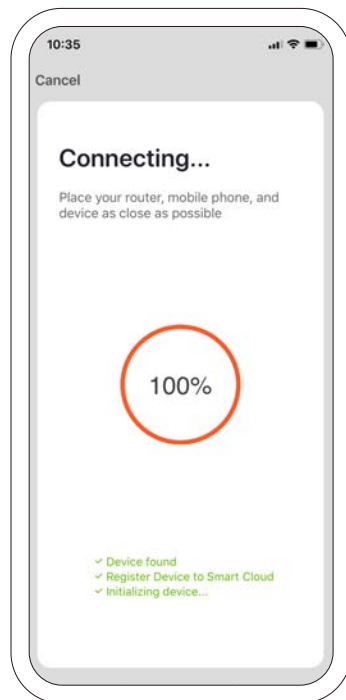 10:35
Cancel
Connecting...
Place your router, mobile phone, and
device as close as possible
100%
✓ Device found
✓ Register Device to Smart Cloud
✓ Initializing device...